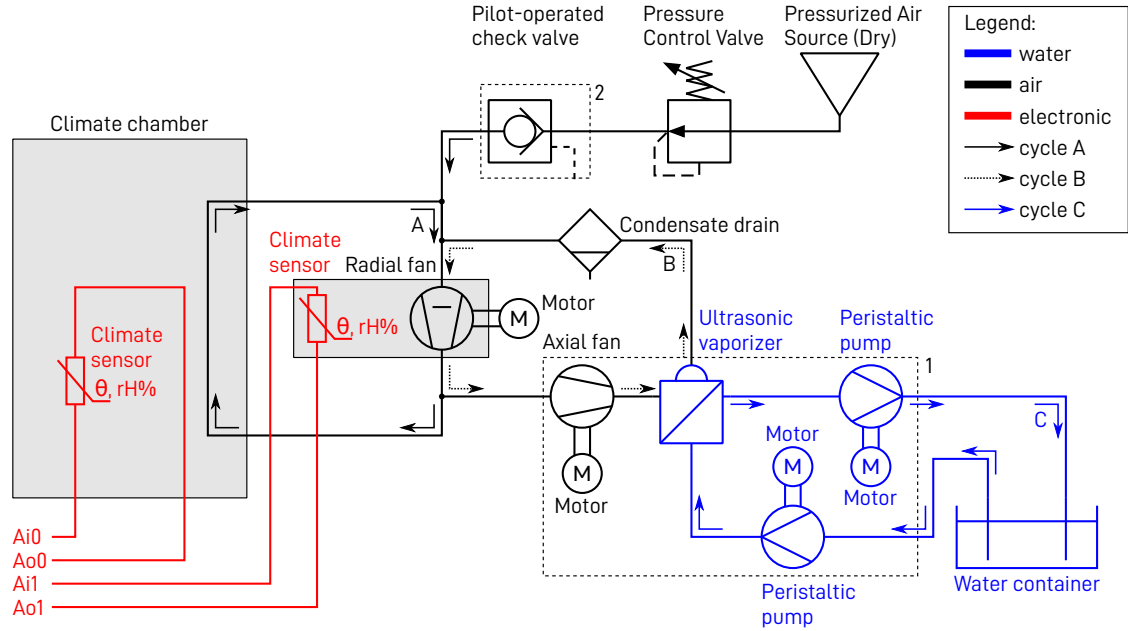 Pilot-operated
check valve
Pressure
Control Valve
Pressurized Air
Source (Dry)
Legend:
water
air
electronic
cycle A
cycle B
cycle C
2
Climate chamber
A
Climate
sensor
Radial fan
θ, rH%
M
Motor
Condensate drain
B
Climate
sensor
θ, rH%
Axial fan
M
Motor
Ultrasonic
vaporizer
Peristaltic
pump
1
C
Motor
M
M
Motor
Peristaltic
pump
Water container
Ai0
Ao0
Ai1
Ao1